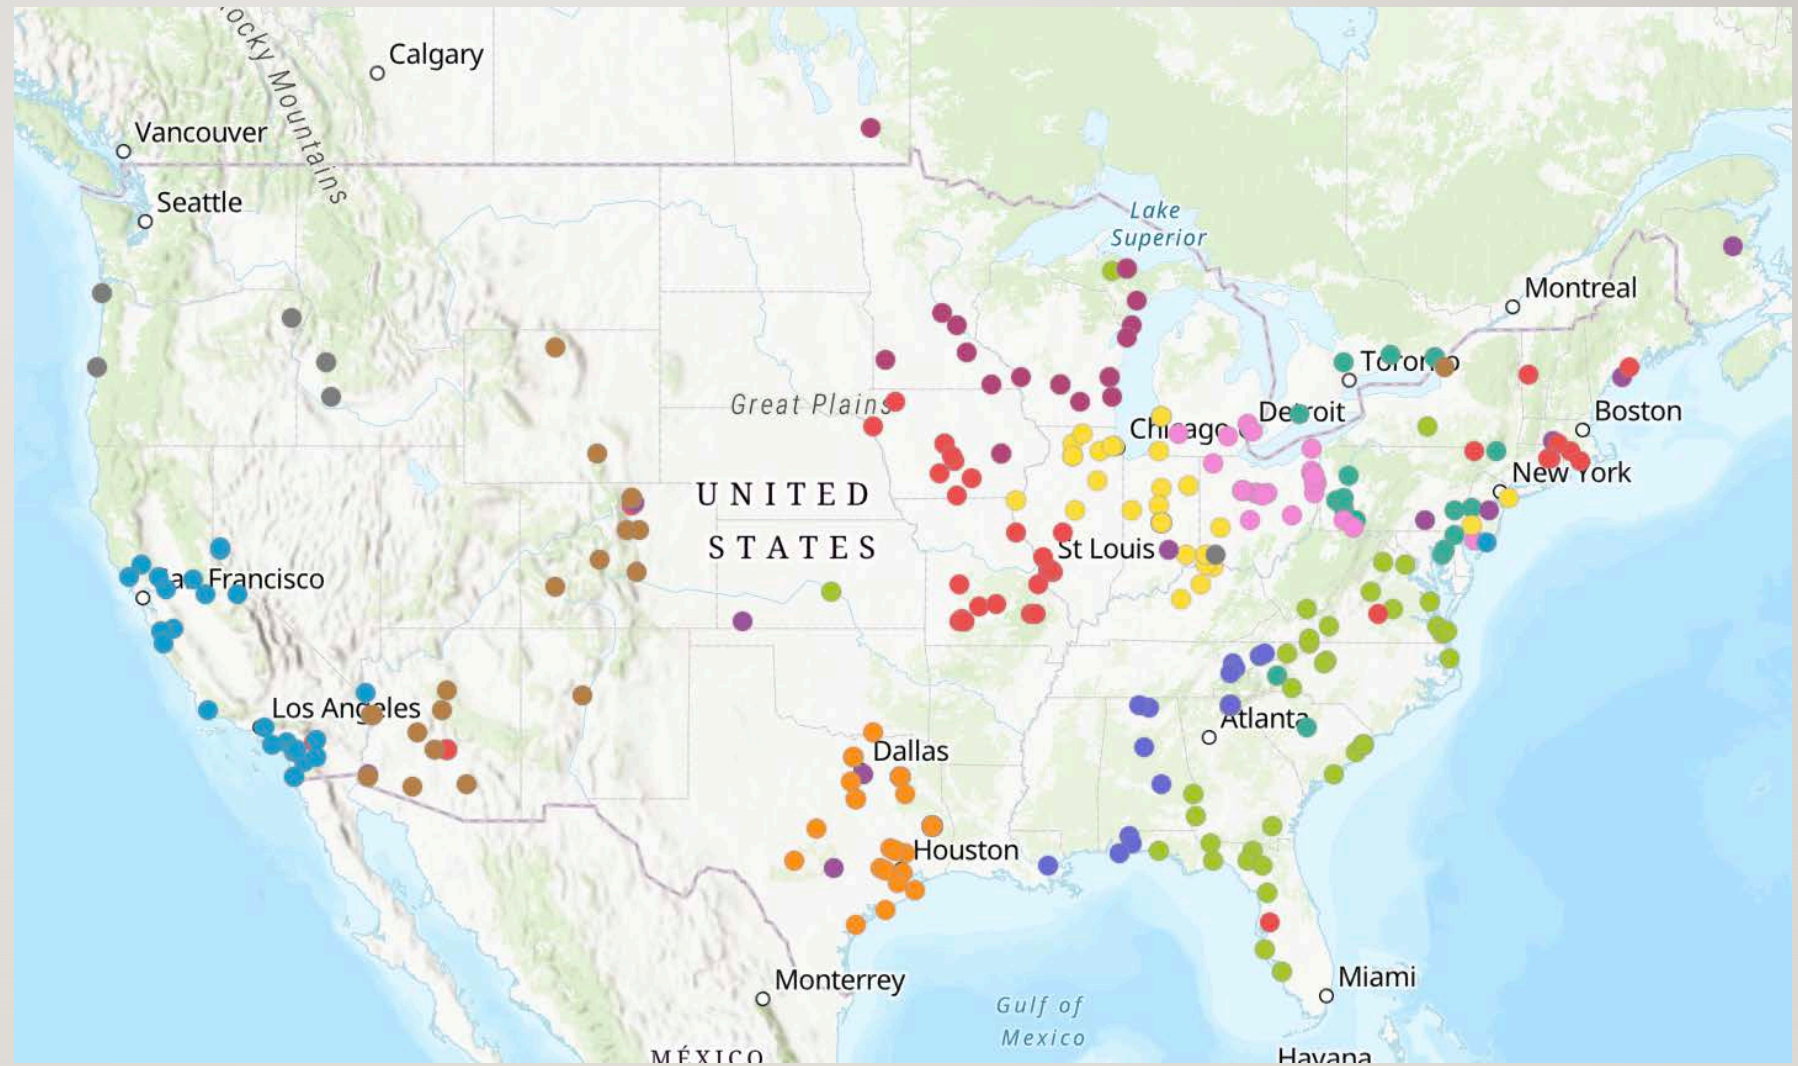 ocky Mountains
Calgary
Vancouver
Seattle
Lake
Superior
Montreal
Toronto
Great Plains
Detroit
Boston
Chicago
New York
UNITED
STATES
St Louis
San Francisco
Los Angeles
Atlanta
Dallas
Houston
Monterrey
Miami
Gulf of
Mexico
MÉXICO
Havana